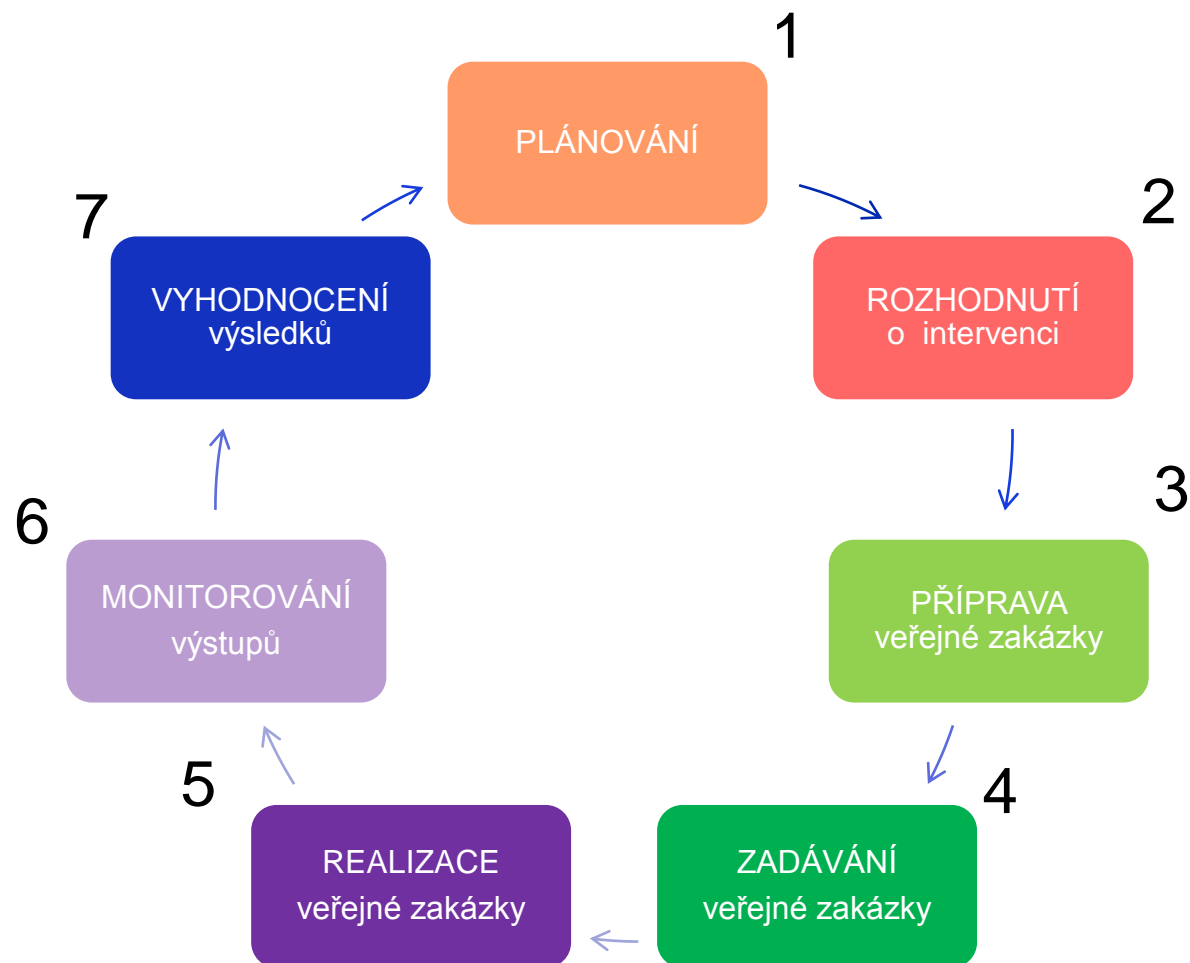 1
PLÁNOVÁNÍ
2
ROZHODNUTÍ
o intervenci
3
PŘÍPRAVA
veřejné zakázky
4
ZADÁVÁNÍ
veřejné zakázky
5
REALIZACE
veřejné zakázky
6
MONITOROVÁNÍ
výstupů
7
VYHODNOCENÍ
výsledků